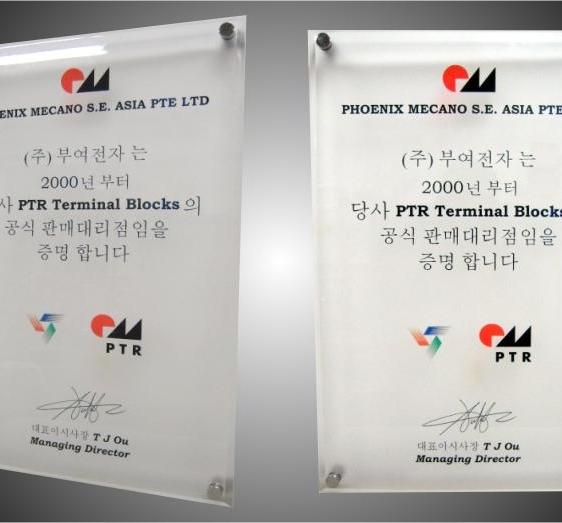 ENIX MECANO S.E. ASIA PTE LTD
(주) 부여전자 는
2000년 부터
사 PTR Terminal Blocks 의
공식 판매대리점임을
증명 합니다
PTR
대표이시사장 T J Ou
Managing Director
PHOENIX MECANO S.E. ASIA PTE
(주) 부여전자 는
2000년 부터
당사 PTR Terminal Blocks
공식 판매대리점임을
증명 합니다
PTR
대표이시사장 T J Ou
Managing Director